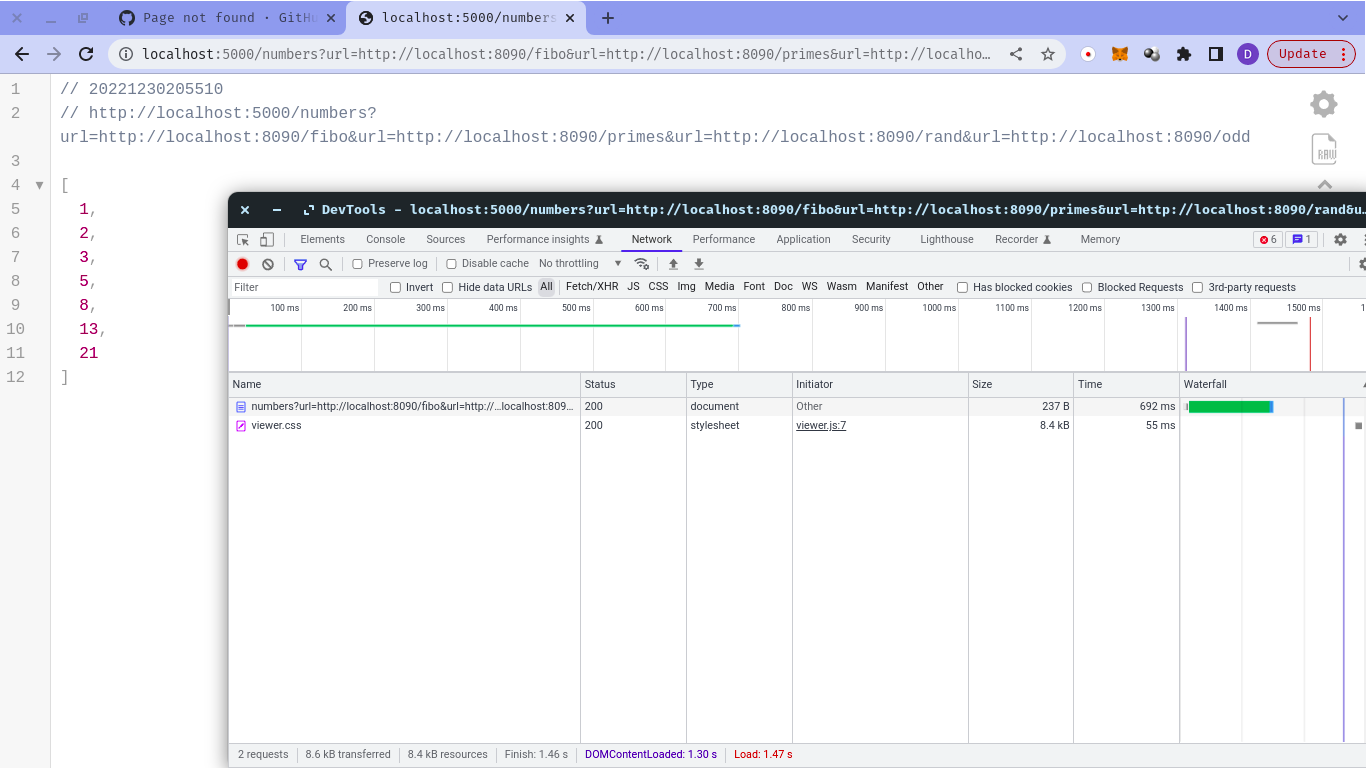 Page not found · GitHu
localhost:5000/numbers
localhost:5000/numbers?url=http://localhost:8090/fibo&url=http://localhost:8090/primes&url=http://localho…
D
Update
1 // 20221230205510
2 // http://localhost:5000/numbers?
url=http://localhost:8090/fibo&url=http://localhost:8090/primes&url=http://localhost:8090/rand&url=http://localhost:8090/odd
RAW
3
4 [
5 1,
6 2,
7 3,
8 5,
9 8,
10 13,
11 21
12 ]
DevTools - localhost:5000/numbers?url=http://localhost:8090/fibo&url=http://localhost:8090/primes&url=http://localhost:8090/rand&u…
Elements Console Sources Performance insights Network Performance Application Security Lighthouse Recorder Memory 6 1
Preserve log Disable cache No throttling
Filter Invert Hide data URLs All Fetch/XHR JS CSS Img Media Font Doc WS Wasm Manifest Other Has blocked cookies Blocked Requests 3rd-party requests
100 ms 200 ms 300 ms 400 ms 500 ms 600 ms 700 ms 800 ms 900 ms 1000 ms 1100 ms 1200 ms 1300 ms 1400 ms 1500 ms 1
Name Status Type Initiator Size Time Waterfall
numbers?url=http://localhost:8090/fibo&url=http://…localhost:809… 200 document Other 237 B 692 ms
viewer.css 200 stylesheet viewer.js:7 8.4 kB 55 ms
2 requests 8.6 kB transferred 8.4 kB resources Finish: 1.46 s DOMContentLoaded: 1.30 s Load: 1.47 s